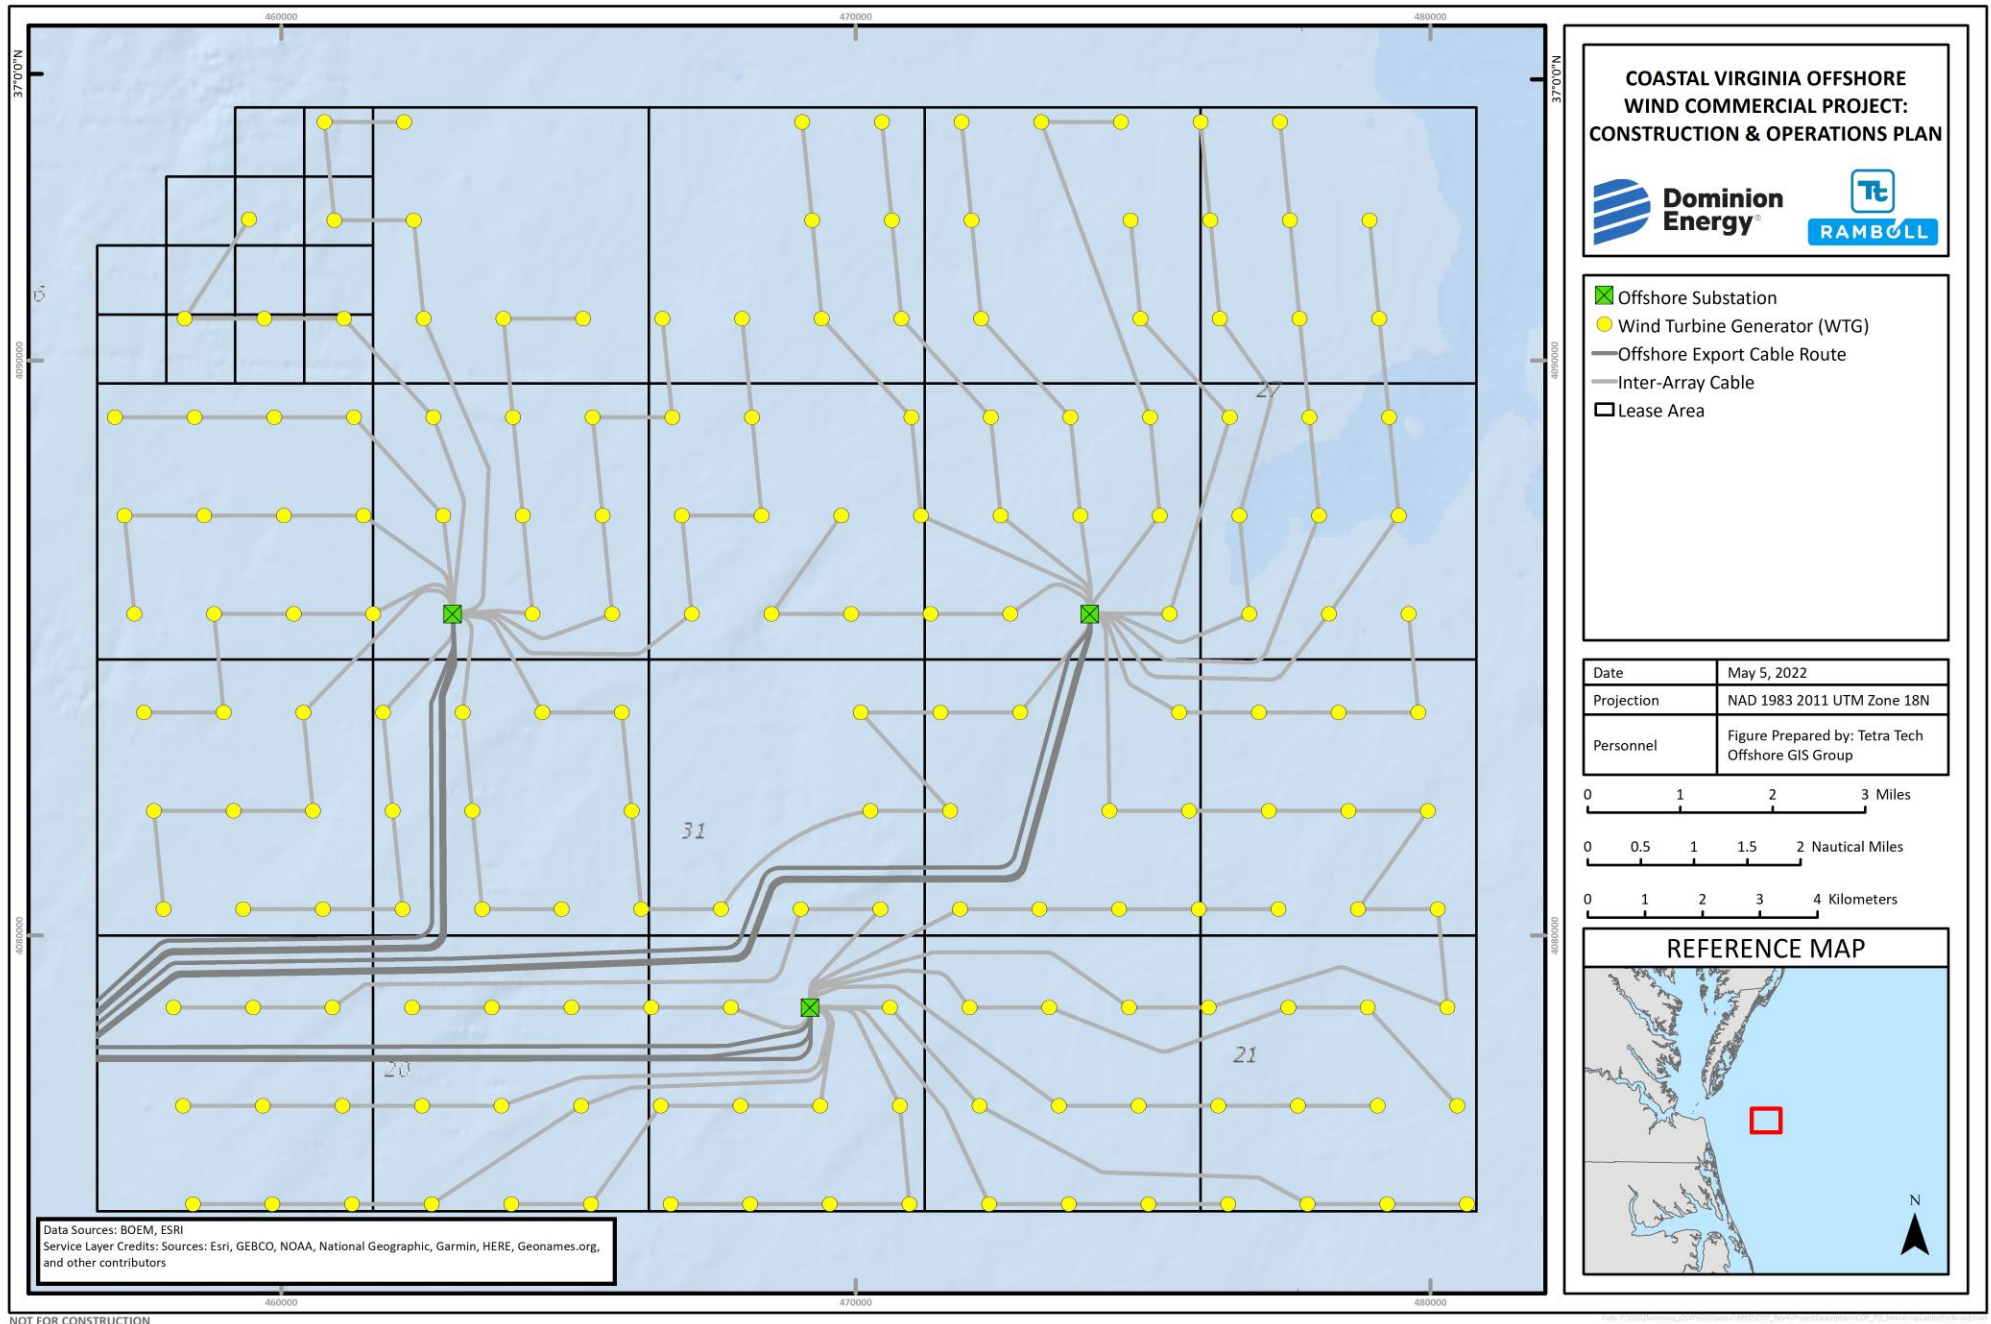 460000
470000
480000
37°0'0"N
37°0'0"N
COASTAL VIRGINIA OFFSHORE
WIND COMMERCIAL PROJECT:
CONSTRUCTION & OPERATIONS PLAN
Dominion
Energy®
Tt
RAMBOLL
Offshore Substation
Wind Turbine Generator (WTG)
Offshore Export Cable Route
Inter-Array Cable
Lease Area
4090000
4090000
27
31
20
21
4080000
4080000
Date May 5, 2022
Projection NAD 1983 2011 UTM Zone 18N
Personnel Figure Prepared by: Tetra Tech
Offshore GIS Group
0 1 2 3 Miles
0 0.5 1 1.5 2 Nautical Miles
0 1 2 3 4 Kilometers
REFERENCE MAP
N
Data Sources: BOEM, ESRI
Service Layer Credits: Sources: Esri, GEBCO, NOAA, National Geographic, Garmin, HERE, Geonames.org,
and other contributors
460000
470000
480000
NOT FOR CONSTRUCTION